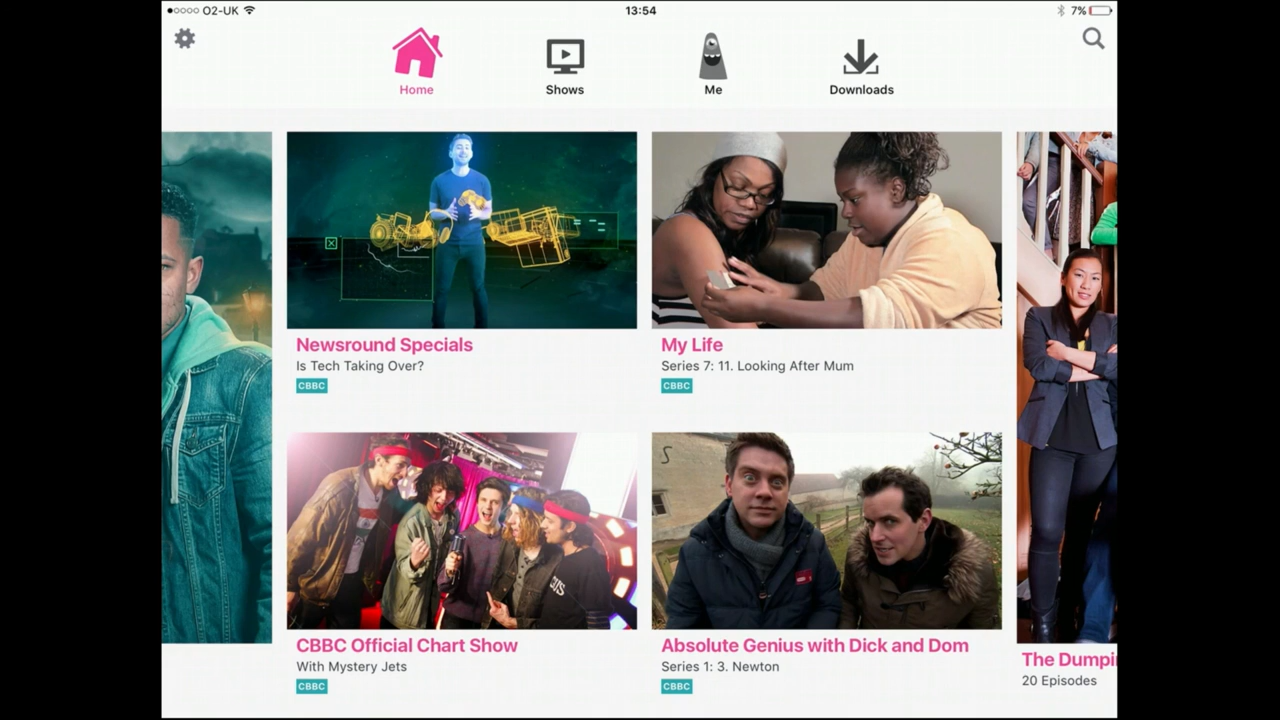 O2-UK
13:54
7%
Home
Shows
Me
Downloads
Newsround Specials
Is Tech Taking Over?
CBBC
My Life
Series 7: 11. Looking After Mum
CBBC
CBBC Official Chart Show
With Mystery Jets
CBBC
Absolute Genius with Dick and Dom
Series 1: 3. Newton
CBBC
The Dumpi
20 Episodes